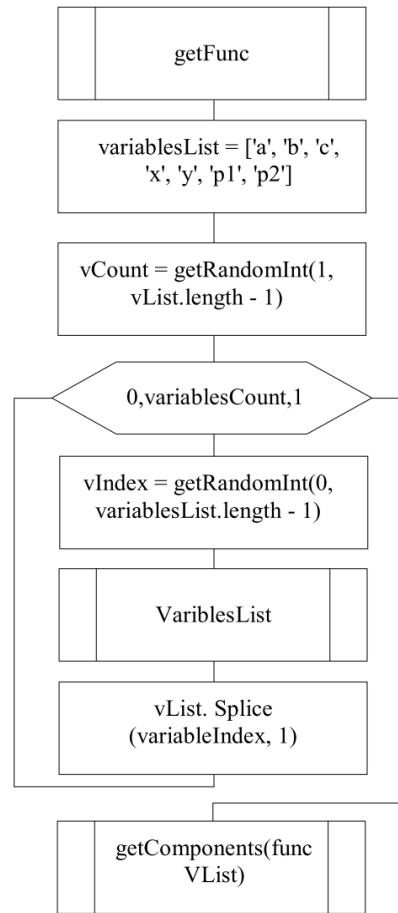 getFunc
variablesList = ['a', 'b', 'c',
'x', 'y', 'p1', 'p2']
vCount = getRandomInt(1,
vList.length - 1)
0,variablesCount,1
vIndex = getRandomInt(0,
variablesList.length - 1)
VariblesList
vList. Splice
(variableIndex, 1)
getComponents(func
VList)